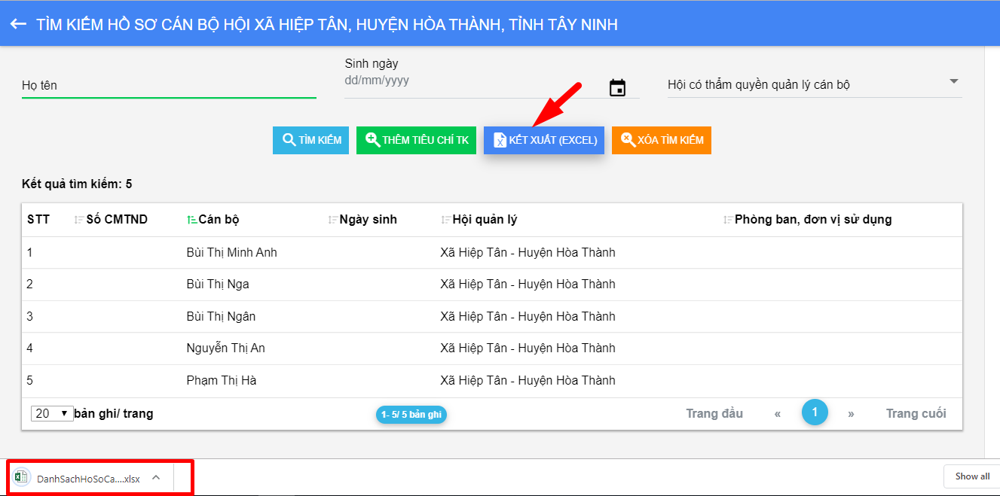 TÌM KIẾM HỒ SƠ CÁN BỘ HỘI XÃ HIỆP TÂN, HUYỆN HÒA THÀNH, TỈNH TÂY NINH
Họ tên
Sinh ngày
dd/mm/yyyy
Hội có thẩm quyền quản lý cán bộ
TÌM KIẾM THÊM TIÊU CHÍ TK KẾT XUẤT (EXCEL) XÓA TÌM KIẾM
Kết quả tìm kiếm: 5
STT Số CMTND Cán bộ Ngày sinh Hội quản lý Phòng ban, đơn vị sử dụng
1 Bùi Thị Minh Anh Xã Hiệp Tân - Huyện Hòa Thành
2 Bùi Thị Nga Xã Hiệp Tân - Huyện Hòa Thành
3 Bùi Thị Ngân Xã Hiệp Tân - Huyện Hòa Thành
4 Nguyễn Thị An Xã Hiệp Tân - Huyện Hòa Thành
5 Phạm Thị Hà Xã Hiệp Tân - Huyện Hòa Thành
20 bản ghi/ trang 1- 5/ 5 bản ghi Trang đầu « 1 » Trang cuối
DanhSachHoSoCa....xlsx Show all